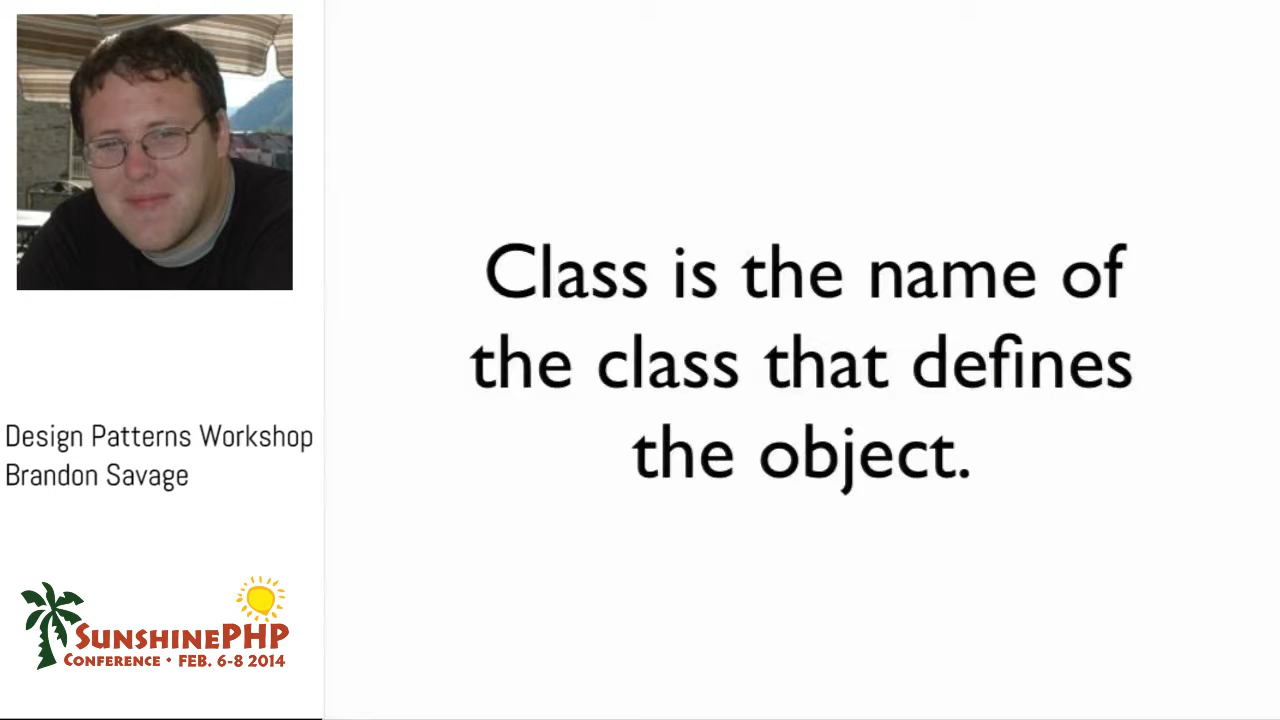 Class is the name of
the class that defines
the object.
Design Patterns Workshop
Brandon Savage
SUNSHINEPHP
CONFERENCE • FEB. 6-8 2014